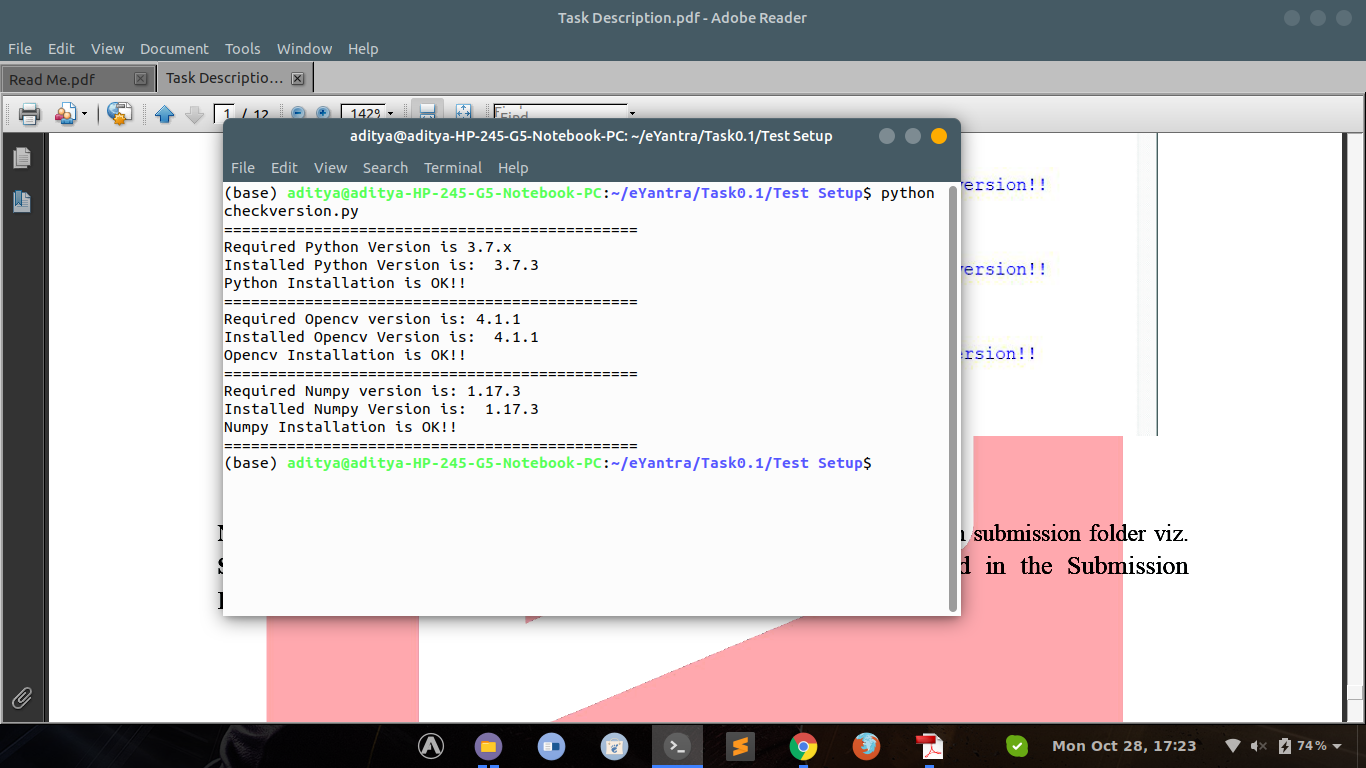 Task Description.pdf - Adobe Reader
File Edit View Document Tools Window Help
Read Me.pdf Task Descriptio...
1 / 12 142% Find
aditya@aditya-HP-245-G5-Notebook-PC: ~/eYantra/Task0.1/Test Setup
File Edit View Search Terminal Help
(base) aditya@aditya-HP-245-G5-Notebook-PC:~/eYantra/Task0.1/Test Setup$ python
checkversion.py
==============================================
Required Python Version is 3.7.x
Installed Python Version is:  3.7.3
Python Installation is OK!!
==============================================
Required Opencv version is: 4.1.1
Installed Opencv Version is:  4.1.1
Opencv Installation is OK!!
==============================================
Required Numpy version is: 1.17.3
Installed Numpy Version is:  1.17.3
Numpy Installation is OK!!
==============================================
(base) aditya@aditya-HP-245-G5-Notebook-PC:~/eYantra/Task0.1/Test Setup$
ersion!!
ersion!!
ersion!!
submission folder viz.
in the Submission
Mon Oct 28, 17:23 74%